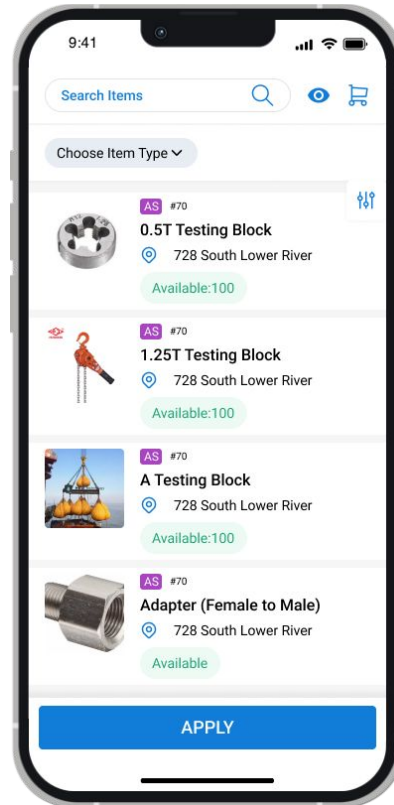 9:41
Search Items
Choose Item Type
AS #70
0.5T Testing Block
728 South Lower River
Available:100
AS #70
1.25T Testing Block
728 South Lower River
Available:100
AS #70
A Testing Block
728 South Lower River
Available:100
AS #70
Adapter (Female to Male)
728 South Lower River
Available
APPLY